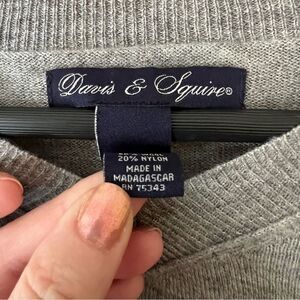 Davis & Squire®
20% NYLON
MADE IN
MADAGASCAR
RN 75343